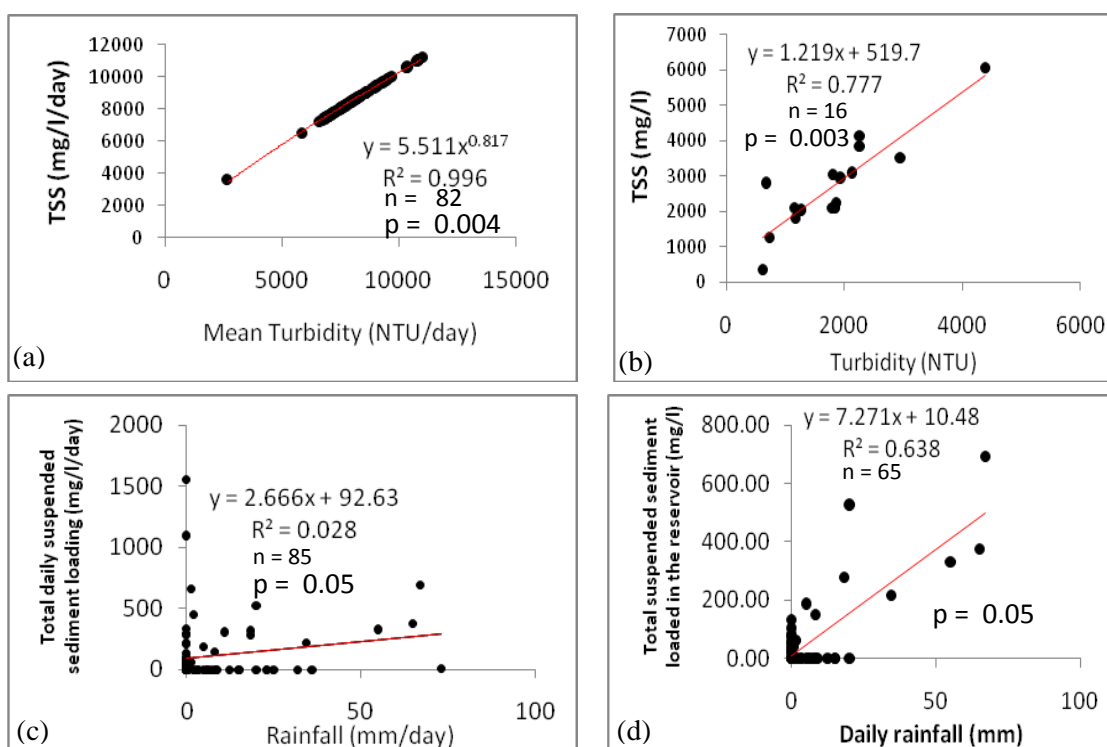 12000
10000
8000
6000
4000
2000
0
TSS (mg/l/day)
y = 5.511x^0.817
R² = 0.996
n = 82
p = 0.004
0 5000 10000 15000
Mean Turbidity (NTU/day)
(a)
7000
6000
5000
4000
3000
2000
1000
0
TSS (mg/l)
y = 1.219x + 519.7
R² = 0.777
n = 16
p = 0.003
0 2000 4000 6000
Turbidity (NTU)
(b)
2000
1500
1000
500
0
Total daily suspended
sediment loading (mg/l/day)
y = 2.666x + 92.63
R² = 0.028
n = 85
p = 0.05
0 50 100
Rainfall (mm/day)
(c)
800.00
600.00
400.00
200.00
0.00
Total suspended sediment
loaded in the reservoir (mg/l)
y = 7.271x + 10.48
R² = 0.638
n = 65
p = 0.05
0 50 100
Daily rainfall (mm)
(d)